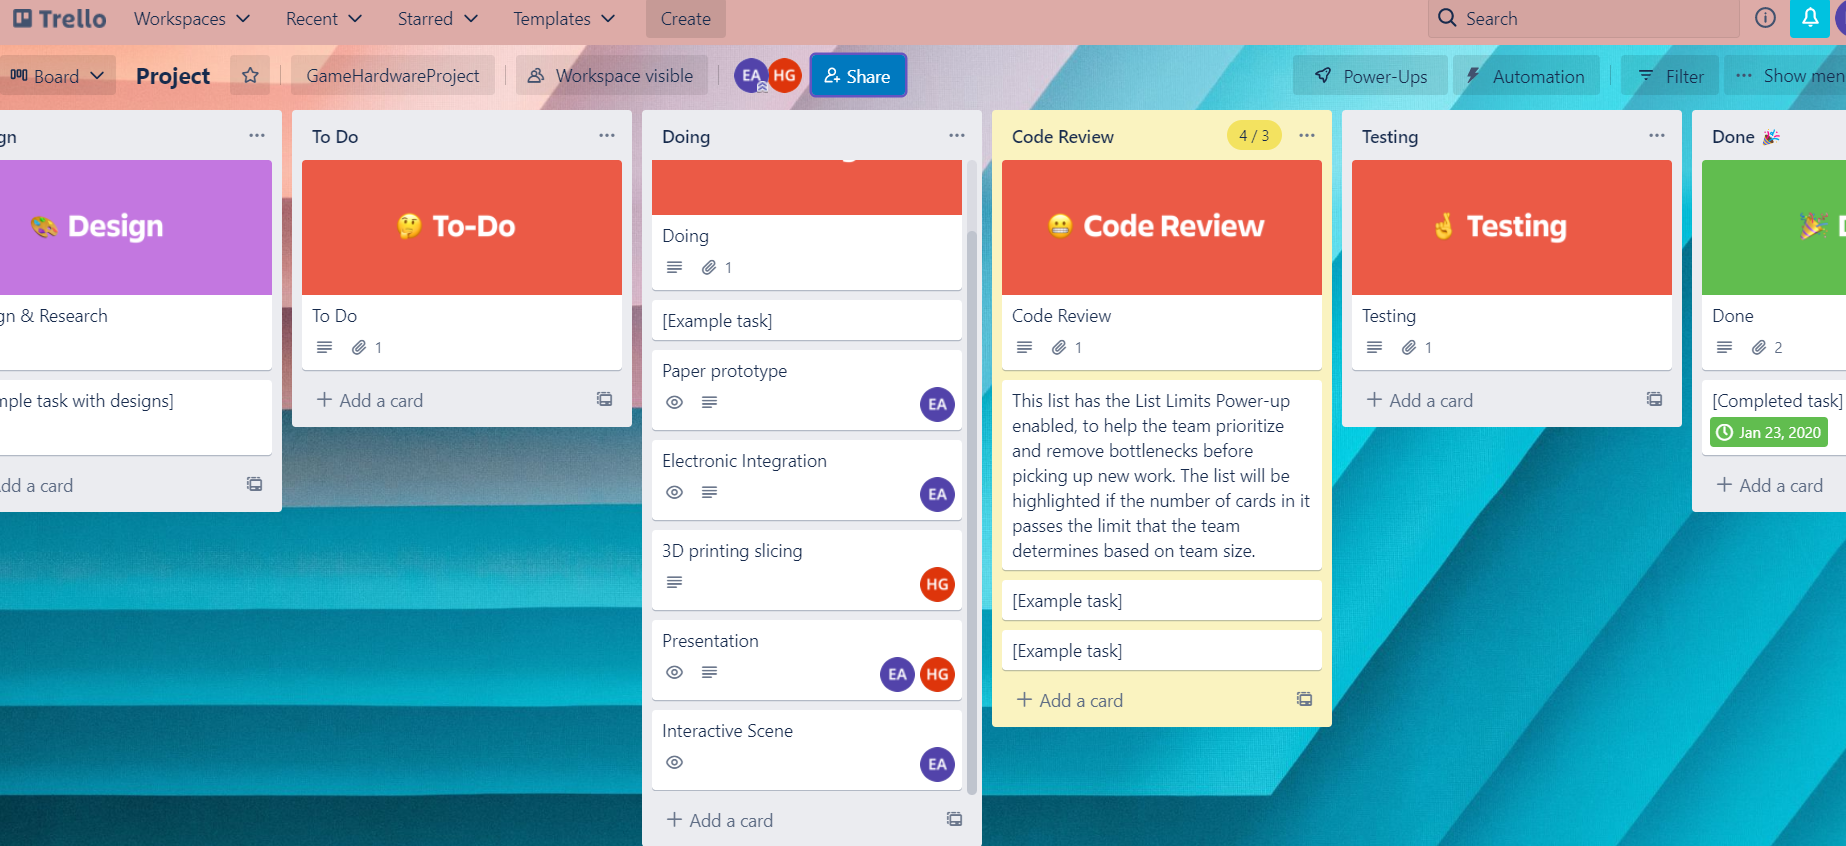 Trello
Workspaces
Recent
Starred
Templates
Create
Search
Board
Project
GameHardwareProject
Workspace visible
EA
HG
Share
Power-Ups
Automation
Filter
Show men
gn
Design
gn & Research
mple task with designs]
dd a card
To Do
To-Do
To Do
1
Add a card
Doing
Doing
1
[Example task]
Paper prototype
EA
Electronic Integration
EA
3D printing slicing
HG
Presentation
EA
HG
Interactive Scene
EA
Add a card
Code Review
4 / 3
Code Review
Code Review
1
This list has the List Limits Power-up
enabled, to help the team prioritize
and remove bottlenecks before
picking up new work. The list will be
highlighted if the number of cards in it
passes the limit that the team
determines based on team size.
[Example task]
[Example task]
Add a card
Testing
Testing
Testing
1
Add a card
Done
Done
2
[Completed task]
Jan 23, 2020
Add a card